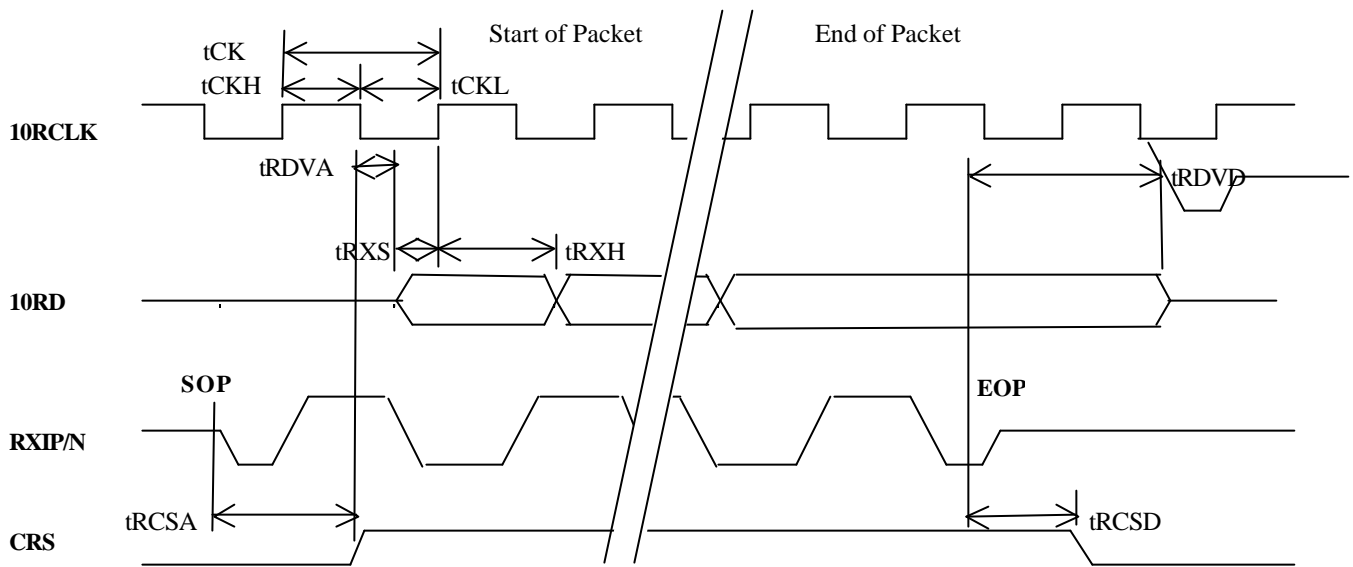 Start of Packet
End of Packet
tCK
tCKH
tCKL
10RCLK
tRDVA
tRDVD
tRXS
tRXH
10RD
SOP
EOP
RXIP/N
tRCSA
tRCSD
CRS